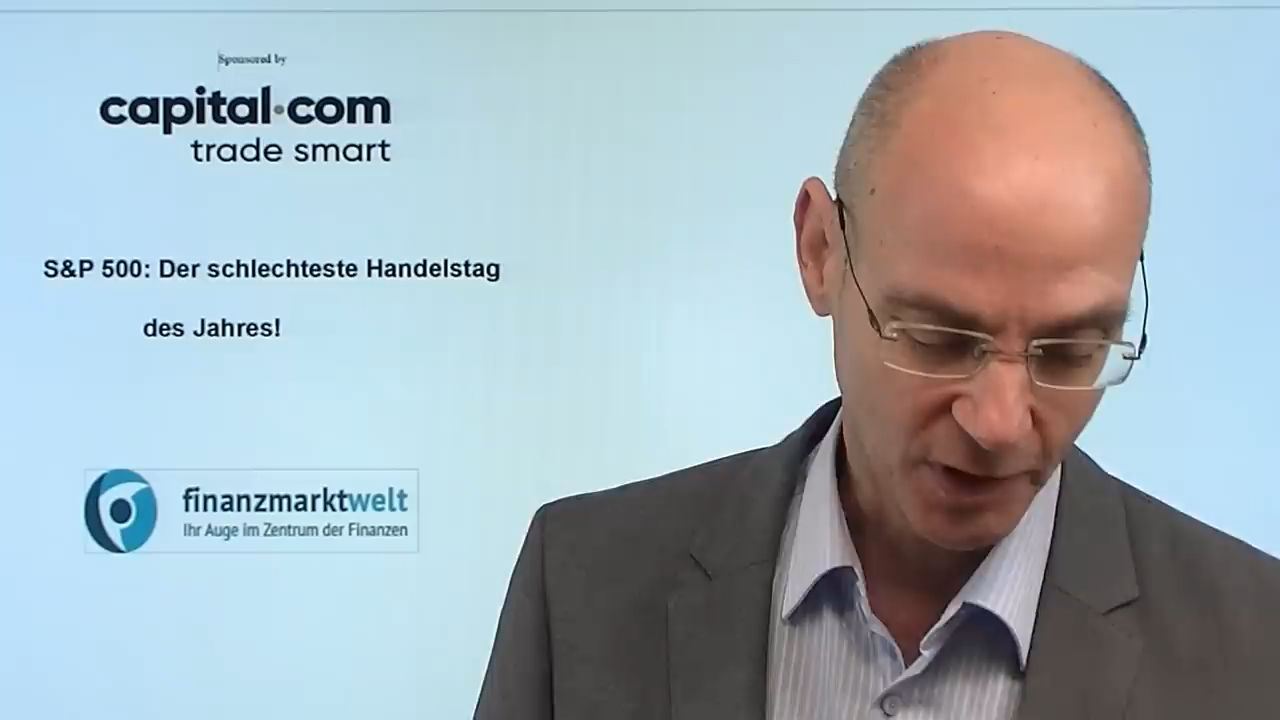 Sponsored by
capital·com
trade smart
S&P 500: Der schlechteste Handelstag
des Jahres!
finanzmarktwelt
Ihr Auge im Zentrum der Finanzen